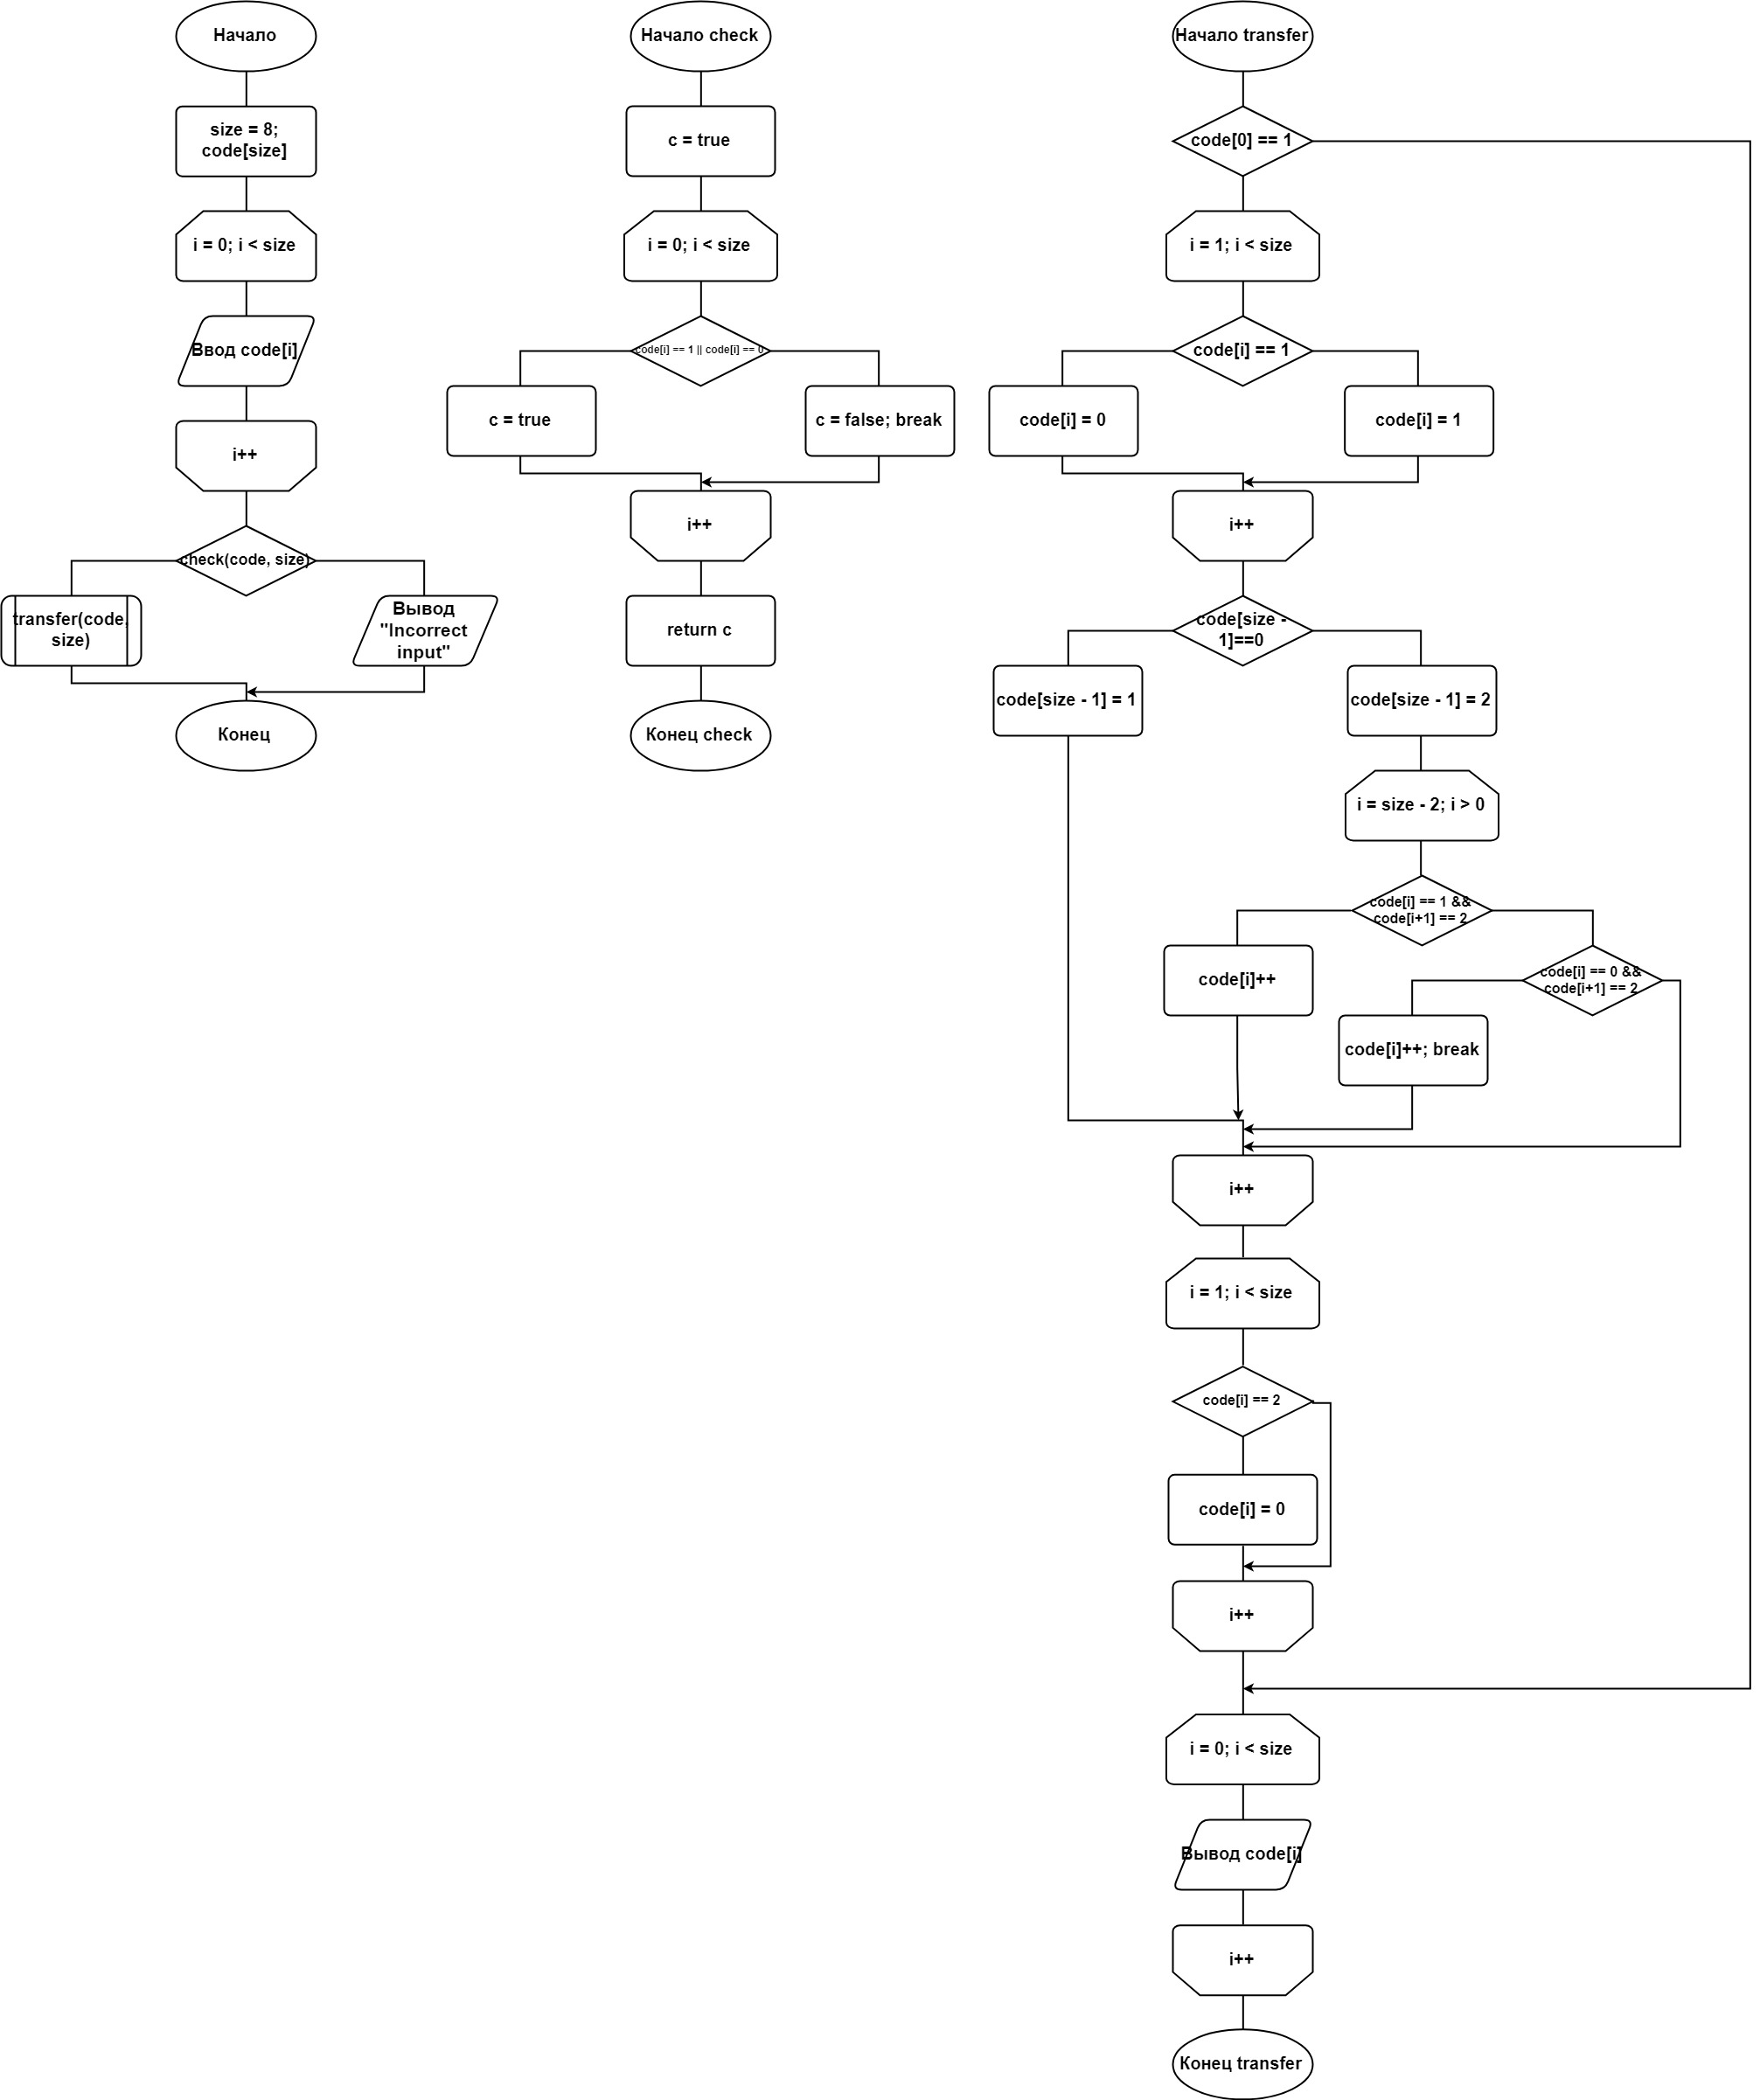 Начало
size = 8;
code[size]
i = 0; i < size
Ввод code[i]
i++
check(code, size)
transfer(code,
size)
Вывод
"Incorrect
input"
Конец
Начало check
c = true
i = 0; i < size
code[i] == 1 || code[i] == 0
c = true
c = false; break
i++
return c
Конец check
Начало transfer
code[0] == 1
i = 1; i < size
code[i] == 1
code[i] = 0
code[i] = 1
i++
code[size -
1]==0
code[size - 1] = 1
code[size - 1] = 2
i = size - 2; i > 0
code[i] == 1 &&
code[i+1] == 2
code[i]++
code[i] == 0 &&
code[i+1] == 2
code[i]++; break
i++
i = 1; i < size
code[i] == 2
code[i] = 0
i++
i = 0; i < size
Вывод code[i]
i++
Конец transfer